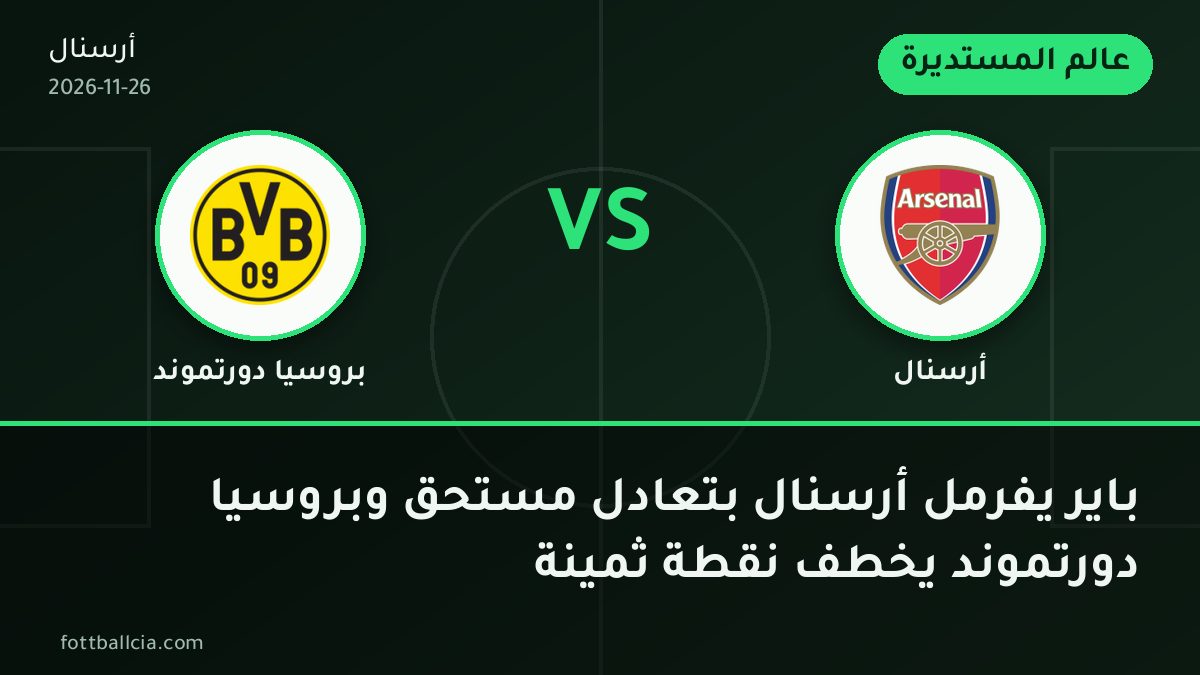 عالم المستديرة
أرسنال
2026-11-26
VS
BVB
09
Arsenal
أرسنال
بروسيا دورتموند
باير يفرمل أرسنال بتعادل مستحق وبروسيا
دورتموند يخطف نقطة ثمينة
fottballcia.com